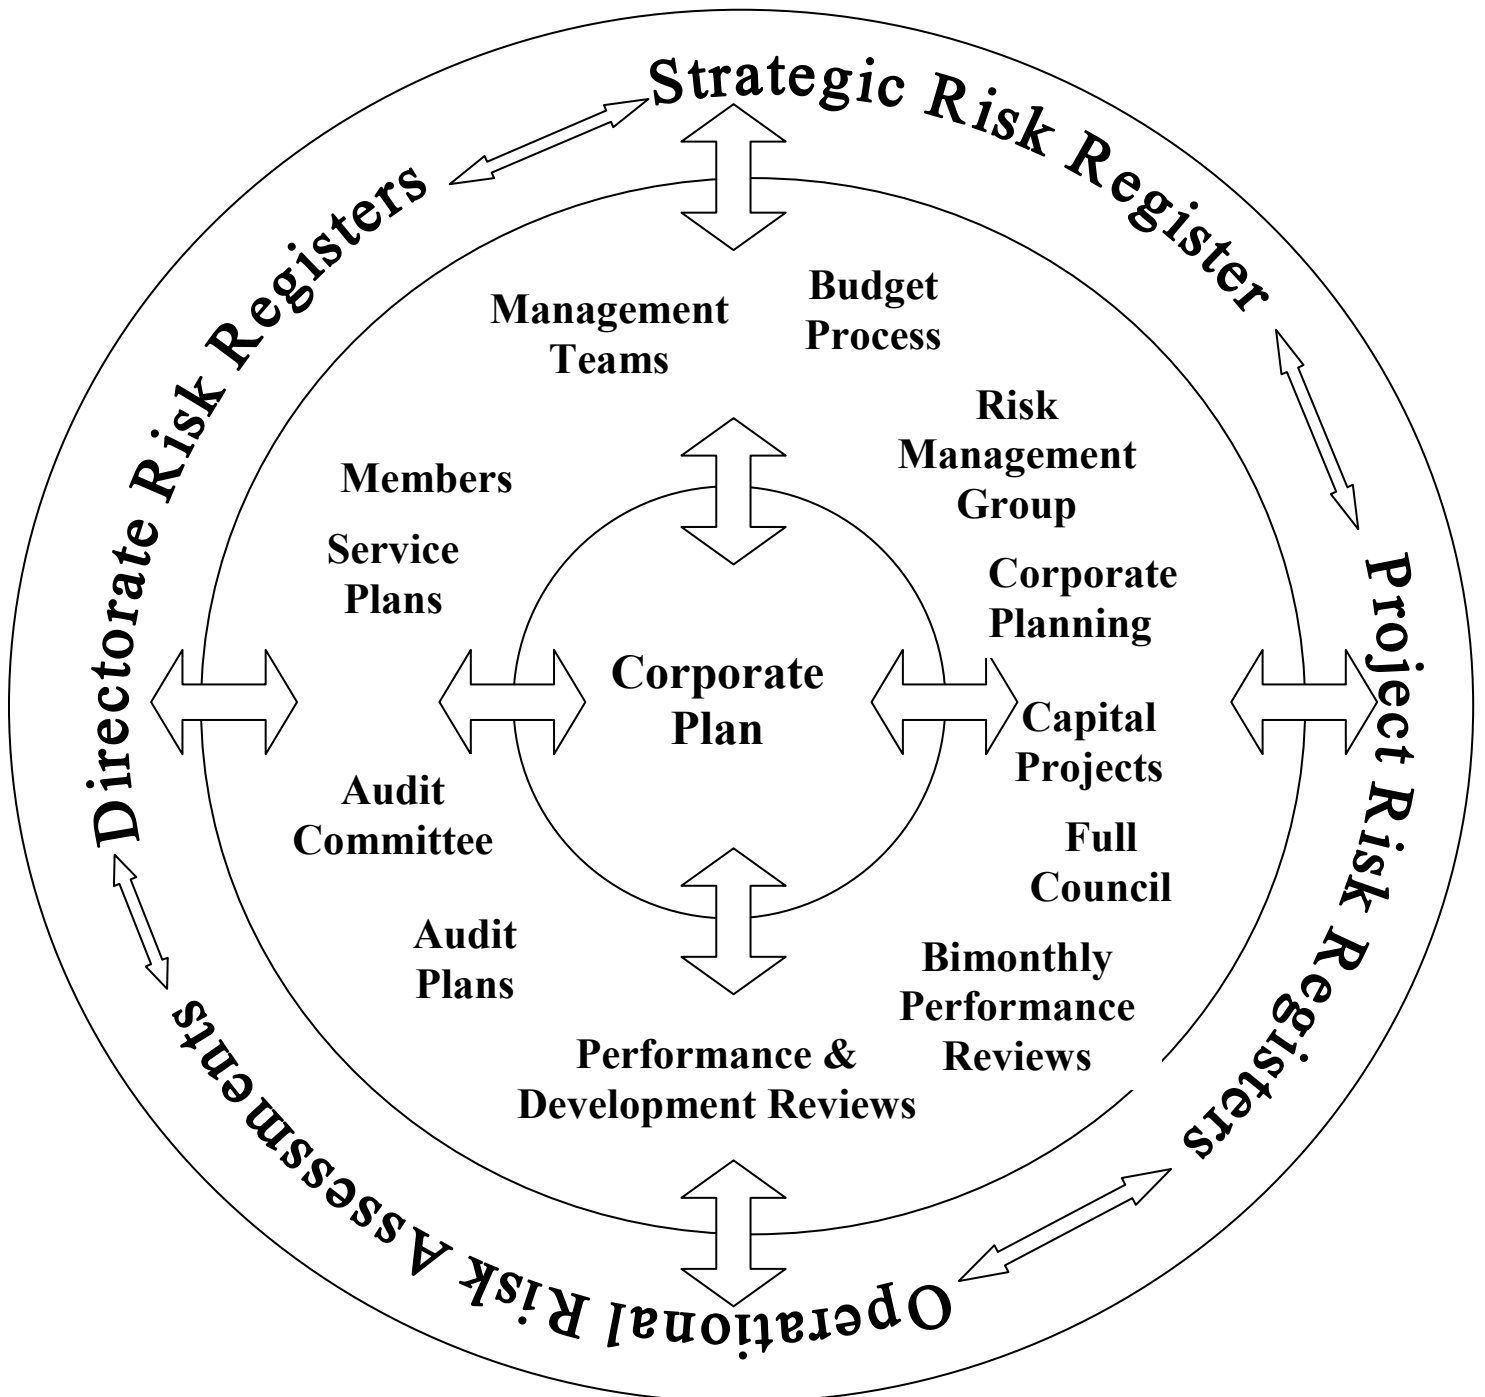 Strategic Risk Register
Directorate Risk Registers
Project Risk Registers
Operational Risk Assessments
Management
Teams
Budget
Process
Risk
Management
Group
Members
Service
Plans
Corporate
Planning
Corporate
Plan
Capital
Projects
Audit
Committee
Full
Council
Audit
Plans
Bimonthly
Performance
Reviews
Performance &
Development Reviews